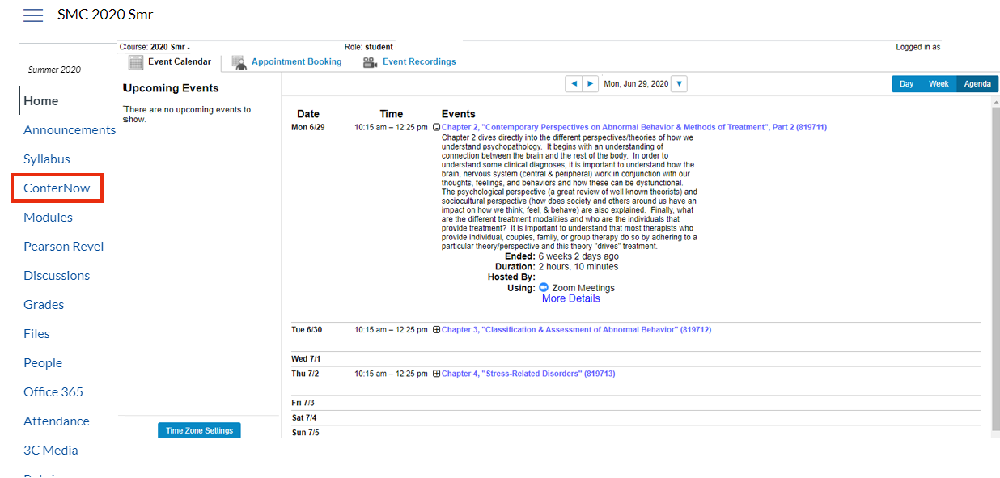 SMC 2020 Smr -
Course: 2020 Smr -
Role: student
Logged in as
Summer 2020
Home
Announcements
Syllabus
ConferNow
Modules
Pearson Revel
Discussions
Grades
Files
People
Office 365
Attendance
3C Media
Event Calendar
Appointment Booking
Event Recordings
Upcoming Events
There are no upcoming events to
show.
Time Zone Settings
Mon, Jun 29, 2020
Day Week Agenda
Date Time Events
Mon 6/29 10:15 am – 12:25 pm Chapter 2, "Contemporary Perspectives on Abnormal Behavior & Methods of Treatment", Part 2 (819711)
Chapter 2 dives directly into the different perspectives/theories of how we
understand psychopathology. It begins with an understanding of
connection between the brain and the rest of the body. In order to
understand some clinical diagnoses, it is important to understand how the
brain, nervous system (central & peripheral) work in conjunction with our
thoughts, feelings, and behaviors and how these can be dysfunctional.
The psychological perspective (a great review of well known theorists) and
sociocultural perspective (how does society and others around us have an
impact on how we think, feel, & behave) are also explained. Finally, what
are the different treatment modalities and who are the individuals that
provide treatment? It is important to understand that most therapists who
provide individual, couples, family, or group therapy do so by adhering to a
particular theory/perspective and this theory "drives" treatment.
Ended: 6 weeks 2 days ago
Duration: 2 hours. 10 minutes
Hosted By:
Using: Zoom Meetings
More Details
Tue 6/30 10:15 am – 12:25 pm Chapter 3, "Classification & Assessment of Abnormal Behavior" (819712)
Wed 7/1
Thu 7/2 10:15 am – 12:25 pm Chapter 4, "Stress-Related Disorders" (819713)
Fri 7/3
Sat 7/4
Sun 7/5